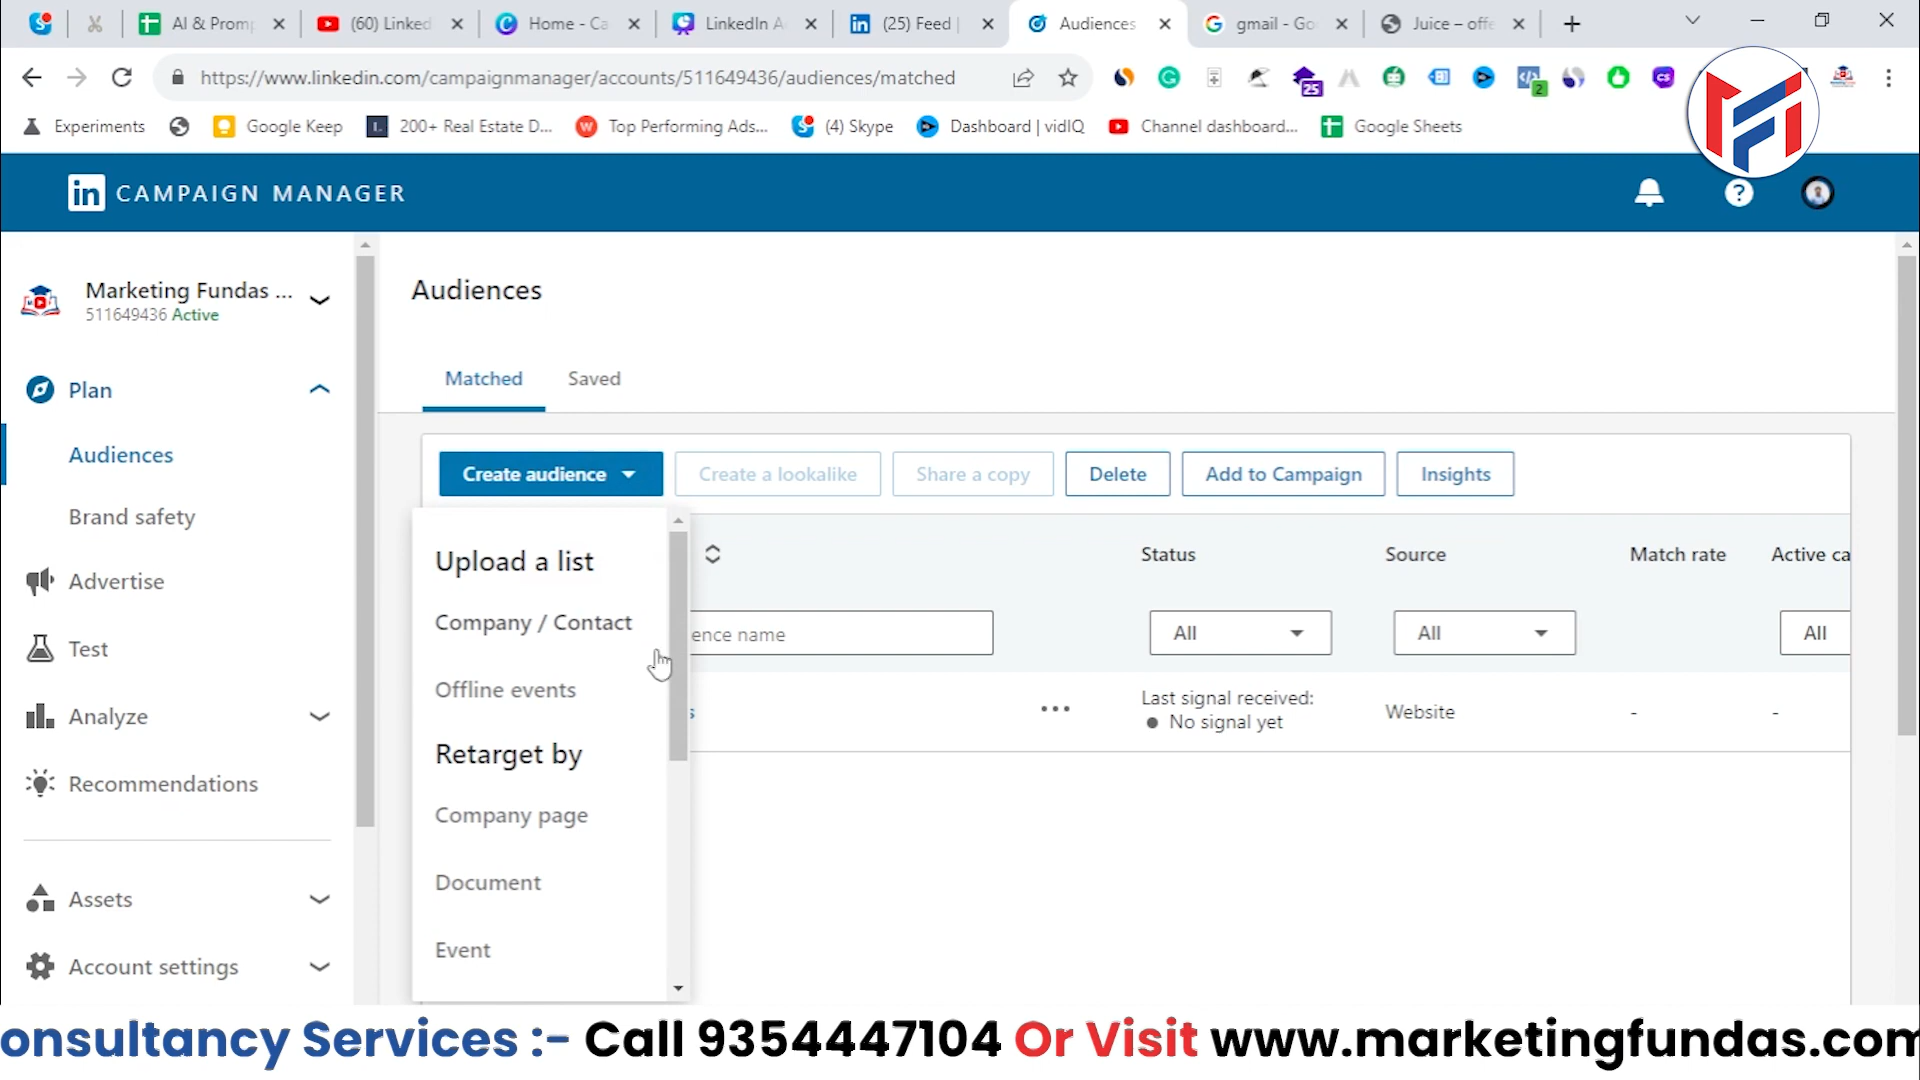 AI & Promp
(60) Linked
Home - Ca
LinkedIn A
(25) Feed |
Audiences
gmail - Go
Juice – offe
https://www.linkedin.com/campaignmanager/accounts/511649436/audiences/matched
25
2
CS
Experiments
Google Keep
200+ Real Estate D...
Top Performing Ads...
(4) Skype
Dashboard | vidIQ
Channel dashboard...
Google Sheets
in CAMPAIGN MANAGER
Marketing Fundas ...
511649436 Active
Audiences
Matched
Saved
Plan
Audiences
Brand safety
Advertise
Test
Analyze
Recommendations
Assets
Account settings
Create audience
Create a lookalike
Share a copy
Delete
Add to Campaign
Insights
Upload a list
Company / Contact
Offline events
Retarget by
Company page
Document
Event
Status
Source
Match rate
Active ca
ence name
All
All
All
s
Last signal received:
No signal yet
Website
-
-
onsultancy Services :- Call 9354447104 Or Visit www.marketingfundas.com